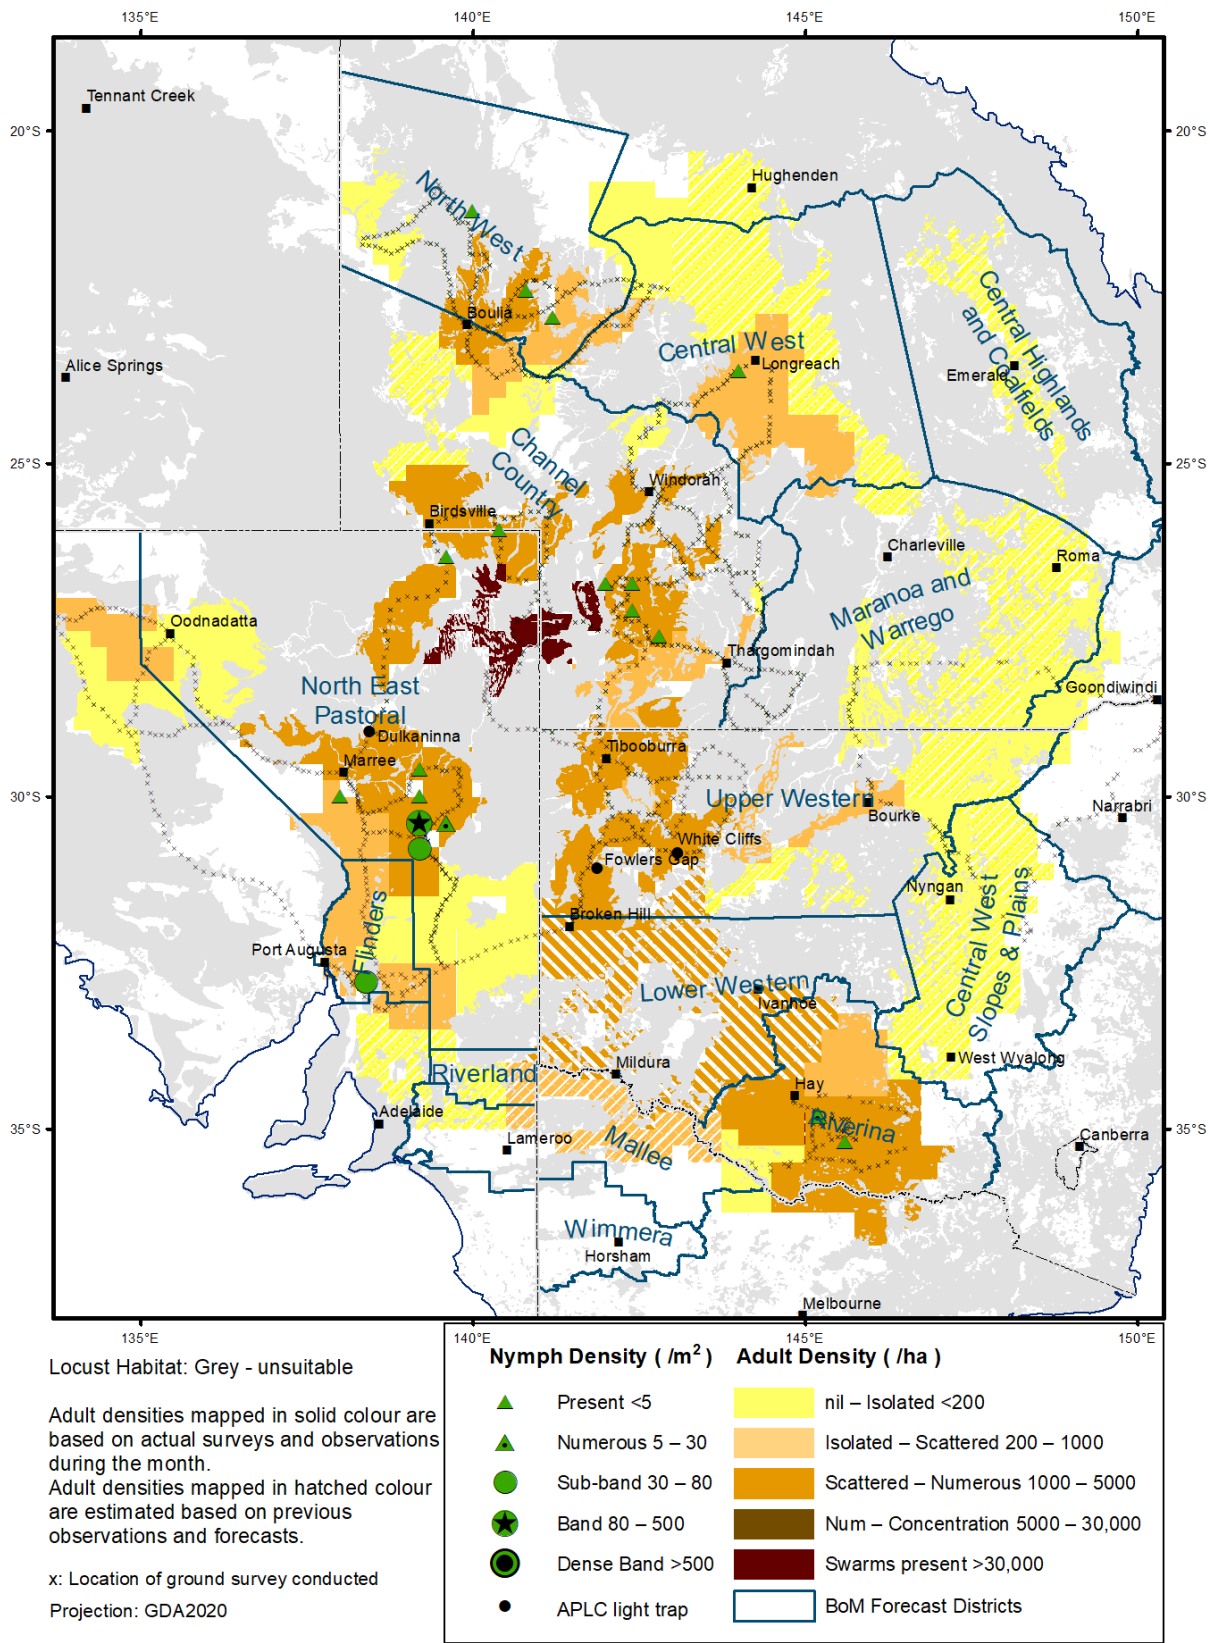 135°E
140°E
145°E
150°E
Tennant Creek
20°S
20°S
Hughenden
North West
Boulia
Central West
Longreach
Central Highlands
and Coalfields
Emerald
Alice Springs
Channel
Country
25°S
25°S
Windorah
Birdsville
Charleville
Roma
Maranoa and
Warrego
Oodnadatta
Thargomindah
Goondiwindi
North East
Pastoral
Dulkaninna
Marree
Tibooburra
30°S
30°S
Upper Western
Bourke
Narrabri
White Cliffs
Fowlers Gap
Nyngan
Broken Hill
Flinders
Port Augusta
Central West
Slopes & Plains
Lower Western
Ivanhoe
West Wyalong
Mildura
Riverland
Hay
Adelaide
Riverina
35°S
35°S
Lameroo
Mallee
Canberra
Wimmera
Horsham
Melbourne
135°E
140°E
145°E
150°E
Locust Habitat: Grey - unsuitable
Adult densities mapped in solid colour are
based on actual surveys and observations
during the month.
Adult densities mapped in hatched colour
are estimated based on previous
observations and forecasts.
x: Location of ground survey conducted
Projection: GDA2020
Nymph Density ( /m²)
Present <5
Numerous 5 – 30
Sub-band 30 – 80
Band 80 – 500
Dense Band >500
APLC light trap
Adult Density ( /ha )
nil – Isolated <200
Isolated – Scattered 200 – 1000
Scattered – Numerous 1000 - 5000
Num – Concentration 5000 – 30,000
Swarms present >30,000
BoM Forecast Districts